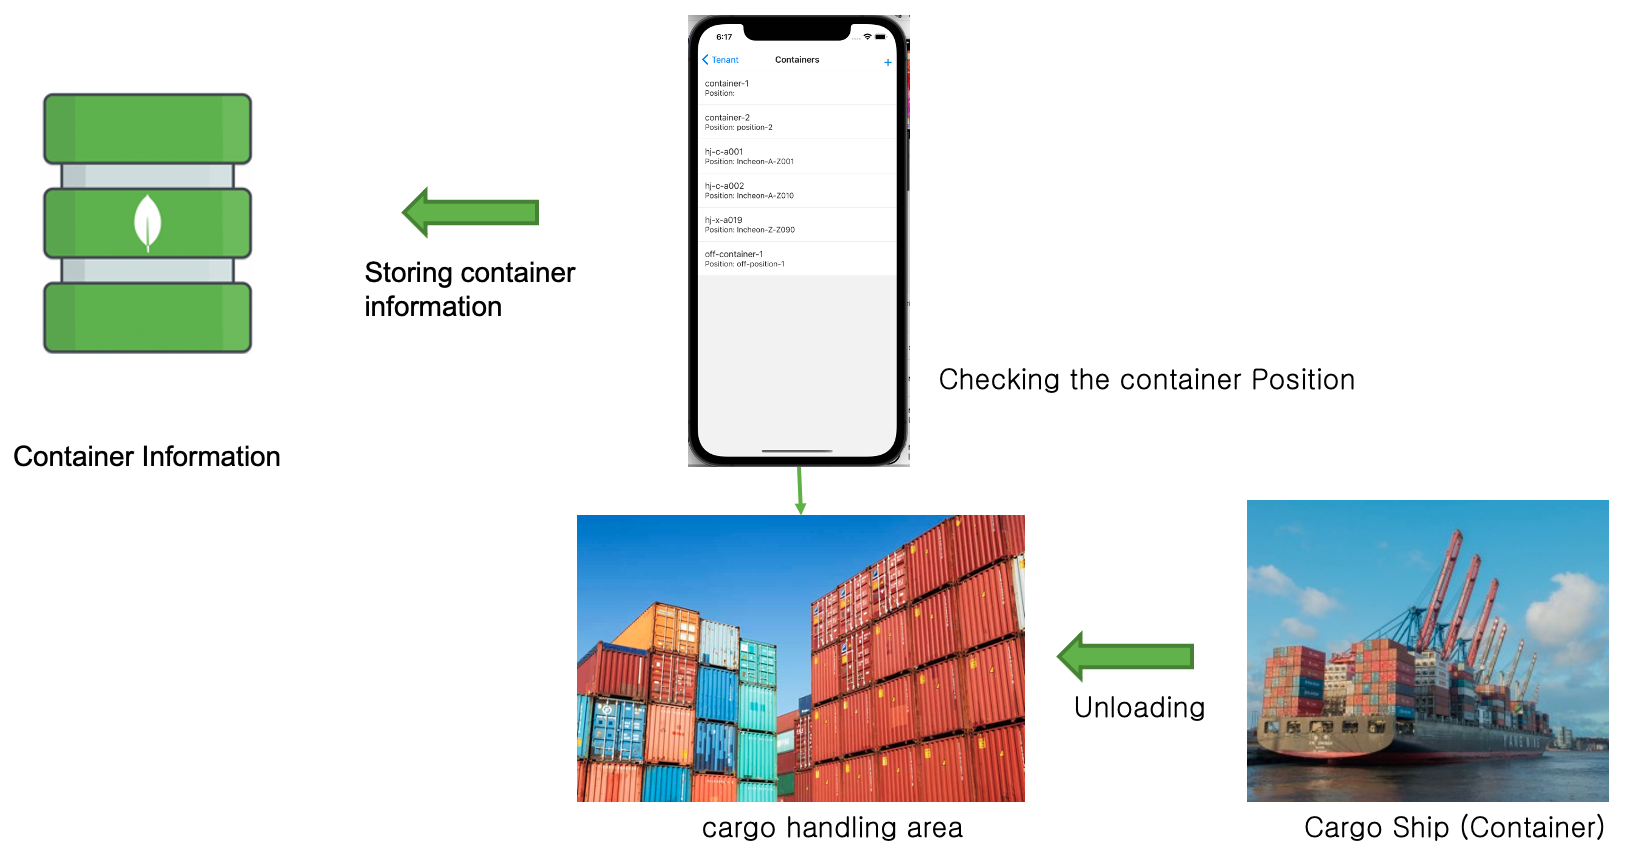 6:17
Tenant
Containers
+
container-1
Position:
container-2
Position: position-2
hj-c-a001
Position: Incheon-A-Z001
hj-c-a002
Position: Incheon-A-Z010
hj-x-a019
Position: Incheon-Z-Z090
off-container-1
Position: off-position-1
Storing container
information
Checking the container Position
Container Information
Unloading
cargo handling area
Cargo Ship (Container)